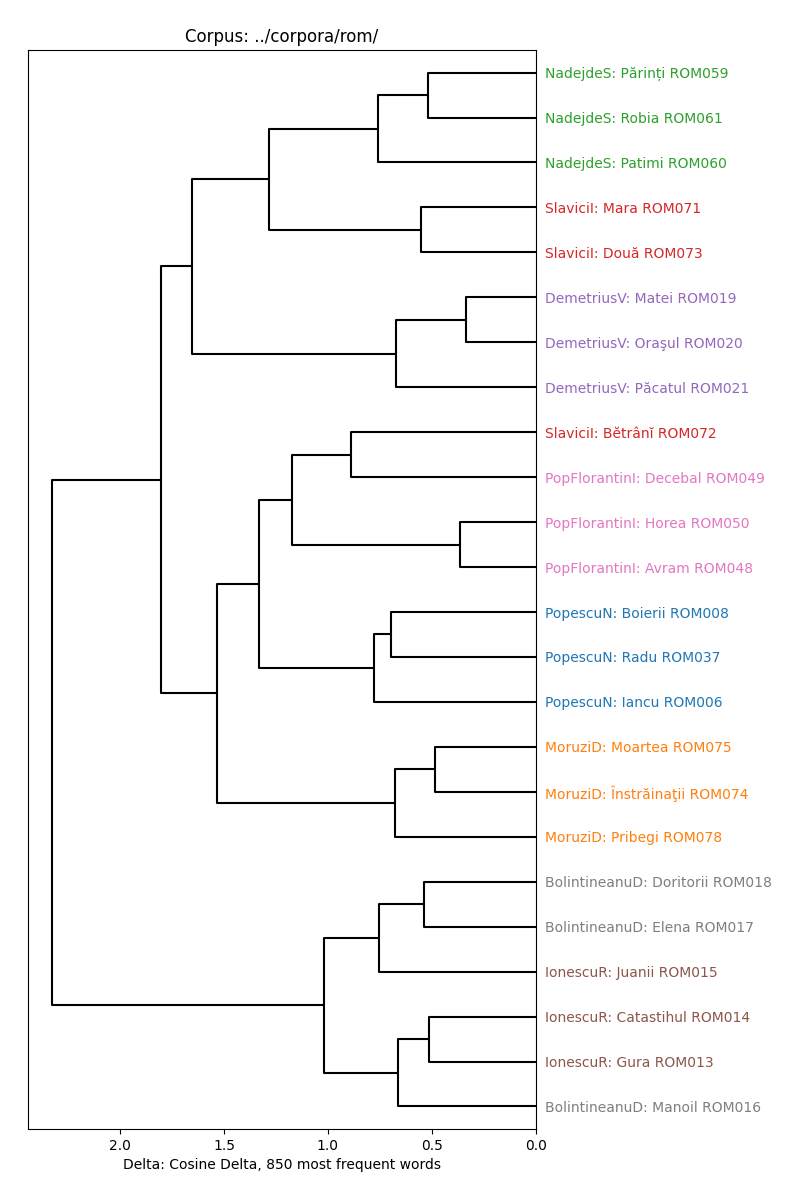 Corpus: ../corpora/rom/
NadejdeS: Părinți ROM059
NadejdeS: Robia ROM061
NadejdeS: Patimi ROM060
SlaviciI: Mara ROM071
SlaviciI: Două ROM073
DemetriusV: Matei ROM019
DemetriusV: Oraşul ROM020
DemetriusV: Păcatul ROM021
SlaviciI: Bĕtrânĭ ROM072
PopFlorantinI: Decebal ROM049
PopFlorantinI: Horea ROM050
PopFlorantinI: Avram ROM048
PopescuN: Boierii ROM008
PopescuN: Radu ROM037
PopescuN: Iancu ROM006
MoruziD: Moartea ROM075
MoruziD: Înstrăinaţii ROM074
MoruziD: Pribegi ROM078
BolintineanuD: Doritorii ROM018
BolintineanuD: Elena ROM017
IonescuR: Juanii ROM015
IonescuR: Catastihul ROM014
IonescuR: Gura ROM013
BolintineanuD: Manoil ROM016
2.0 1.5 1.0 0.5 0.0
Delta: Cosine Delta, 850 most frequent words